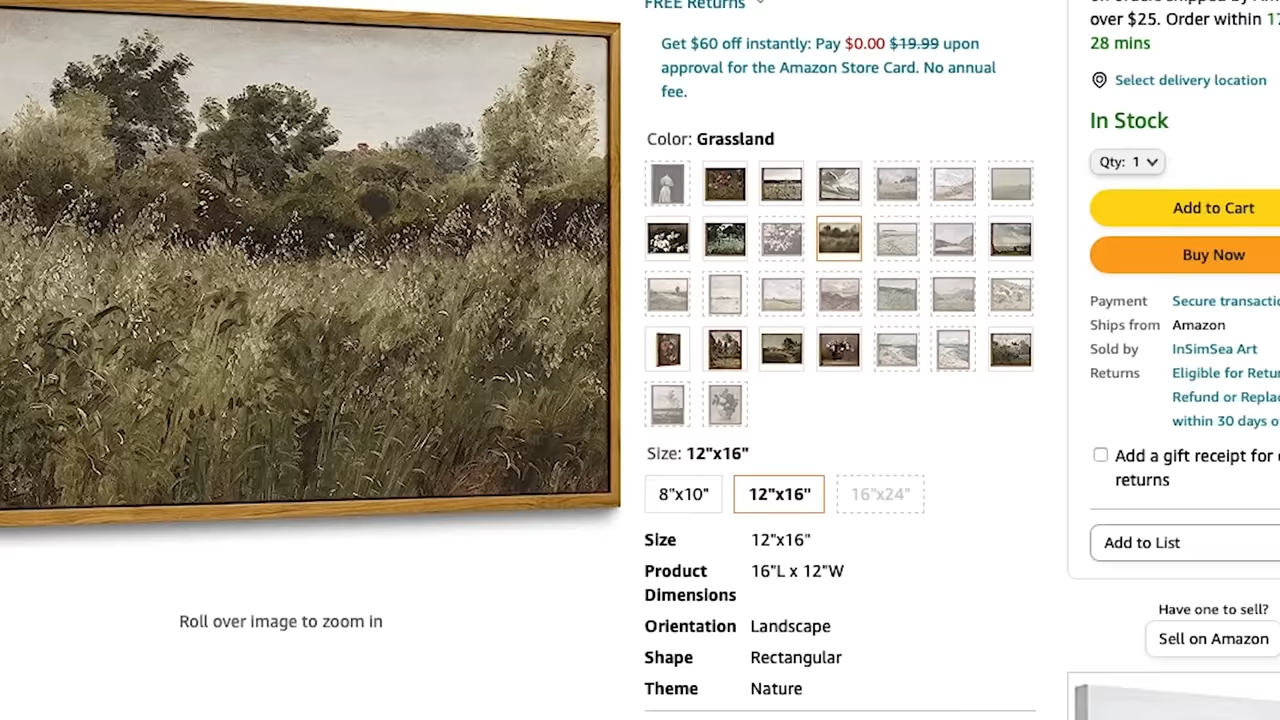 FREE Returns
Get $60 off instantly: Pay $0.00 $19.99 upon
approval for the Amazon Store Card. No annual
fee.
Color: Grassland
Size: 12"x16"
8"x10" 12"x16" 16"x24"
Size 12"x16"
Product Dimensions 16"L x 12"W
Orientation Landscape
Shape Rectangular
Theme Nature
Roll over image to zoom in
over $25. Order within
28 mins
Select delivery location
In Stock
Qty: 1
Add to Cart
Buy Now
Payment Secure
Ships from Amazon
Sold by InSimSea Art
Returns Eligible for
Refund or
within 30 days
Add a gift receipt for
returns
Add to List
Have one to sell?
Sell on Amazon